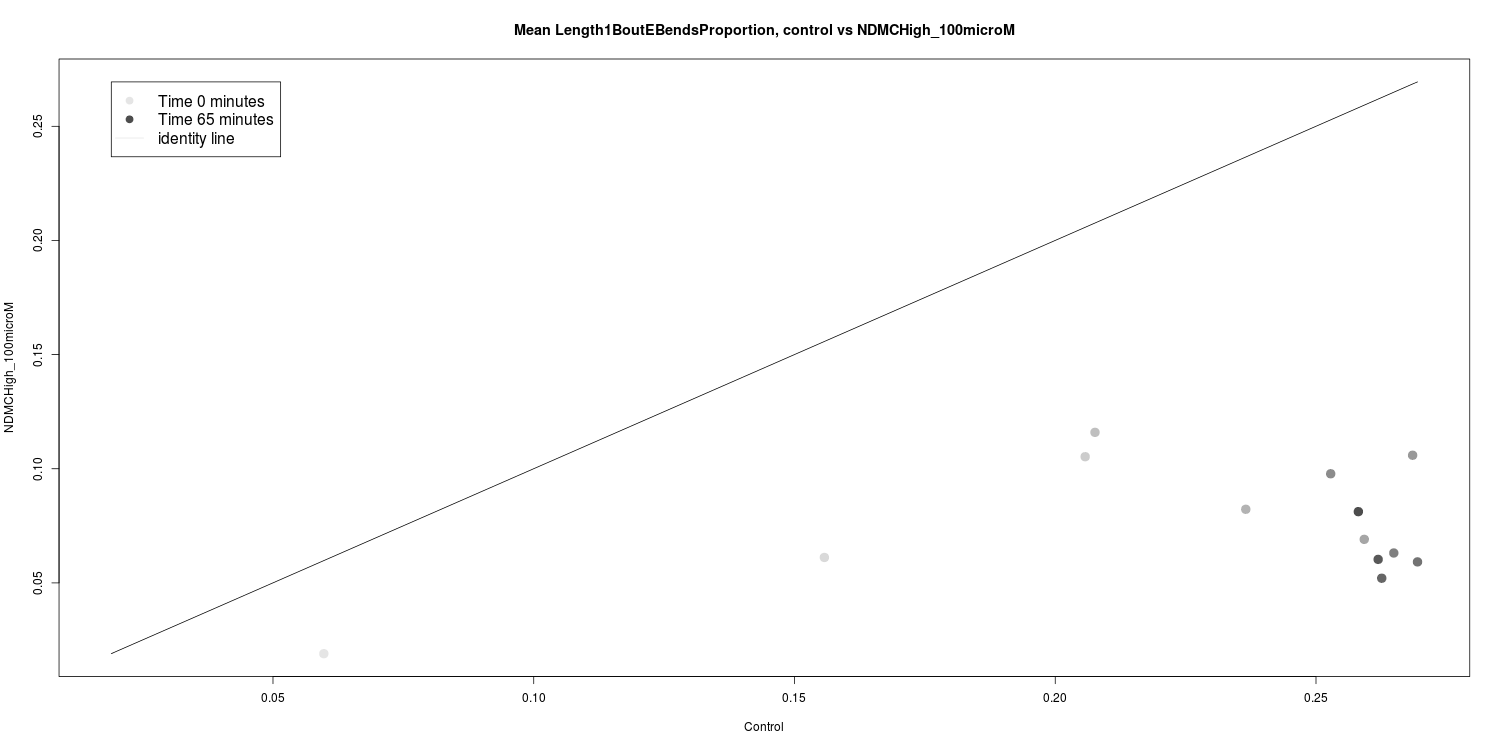 Mean Length1BoutEBendsProportion, control vs NDMCHigh_100microM
Time 0 minutes
Time 65 minutes
identity line
0.25
0.20
0.15
0.10
0.05
NDMCHigh_100microM
0.05 0.10 0.15 0.20 0.25
Control